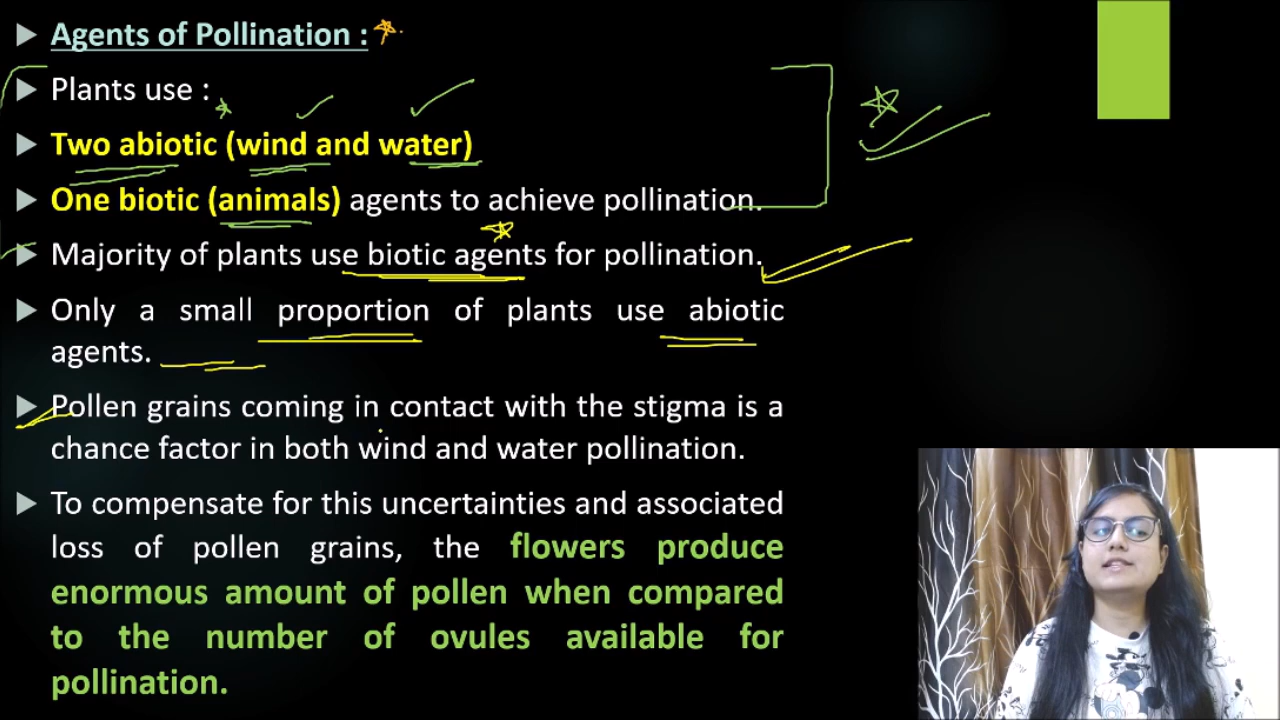 Agents of Pollination :
Plants use :
Two abiotic (wind and water)
One biotic (animals) agents to achieve pollination.
Majority of plants use biotic agents for pollination.
Only a small proportion of plants use abiotic
agents.
Pollen grains coming in contact with the stigma is a
chance factor in both wind and water pollination.
To compensate for this uncertainties and associated
loss of pollen grains, the flowers produce
enormous amount of pollen when compared
to the number of ovules available for
pollination.